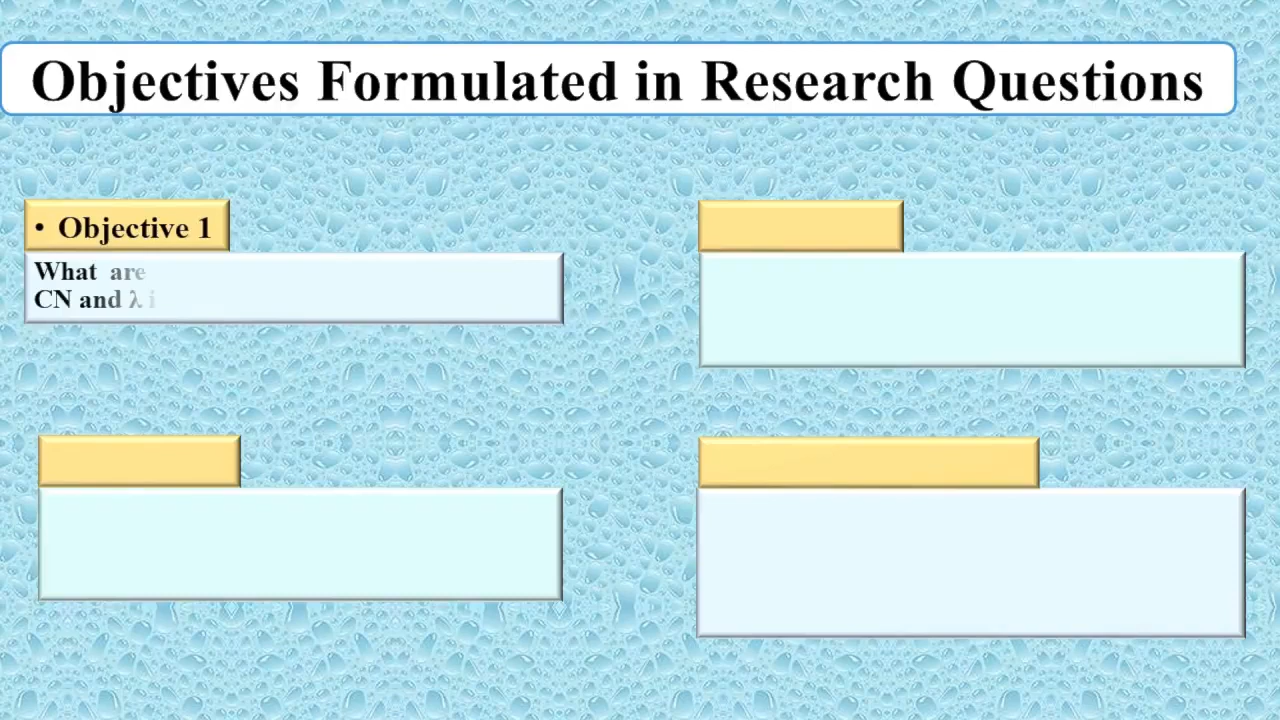 Objectives Formulated in Research Questions
• Objective 1
What are
CN and λ i